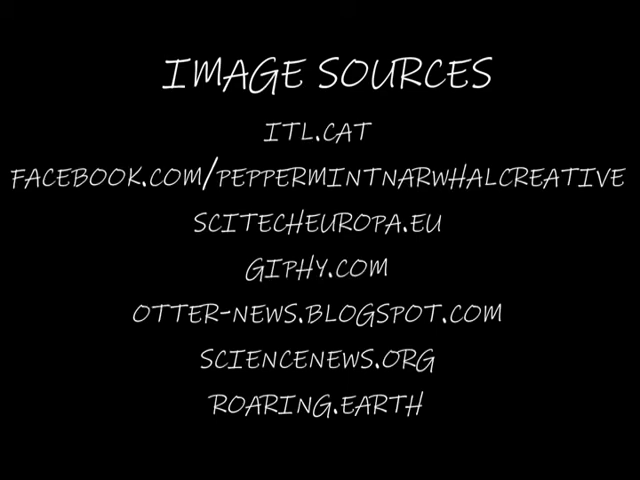 IMAGE SOURCES
ITL.CAT
FACEBOOK.COM/PEPPERMINTNARWHALCREATIVE
SCITECHEUROPA.EU
GIPHY.COM
OTTER-NEWS.BLOGSPOT.COM
SCIENCENEWS.ORG
ROARING.EARTH